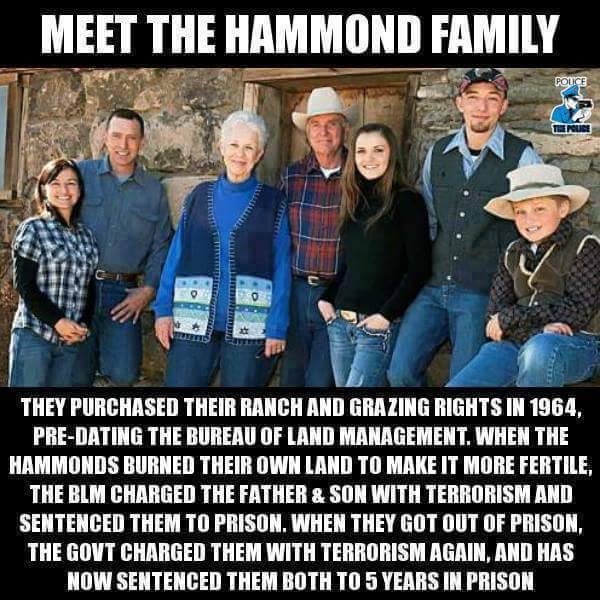 MEET THE HAMMOND FAMILY
POLICE
THE POLICE
THEY PURCHASED THEIR RANCH AND GRAZING RIGHTS IN 1964,
PRE-DATING THE BUREAU OF LAND MANAGEMENT. WHEN THE
HAMMONDS BURNED THEIR OWN LAND TO MAKE IT MORE FERTILE,
THE BLM CHARGED THE FATHER & SON WITH TERRORISM AND
SENTENCED THEM TO PRISON. WHEN THEY GOT OUT OF PRISON,
THE GOVT CHARGED THEM WITH TERRORISM AGAIN, AND HAS
NOW SENTENCED THEM BOTH TO 5 YEARS IN PRISON